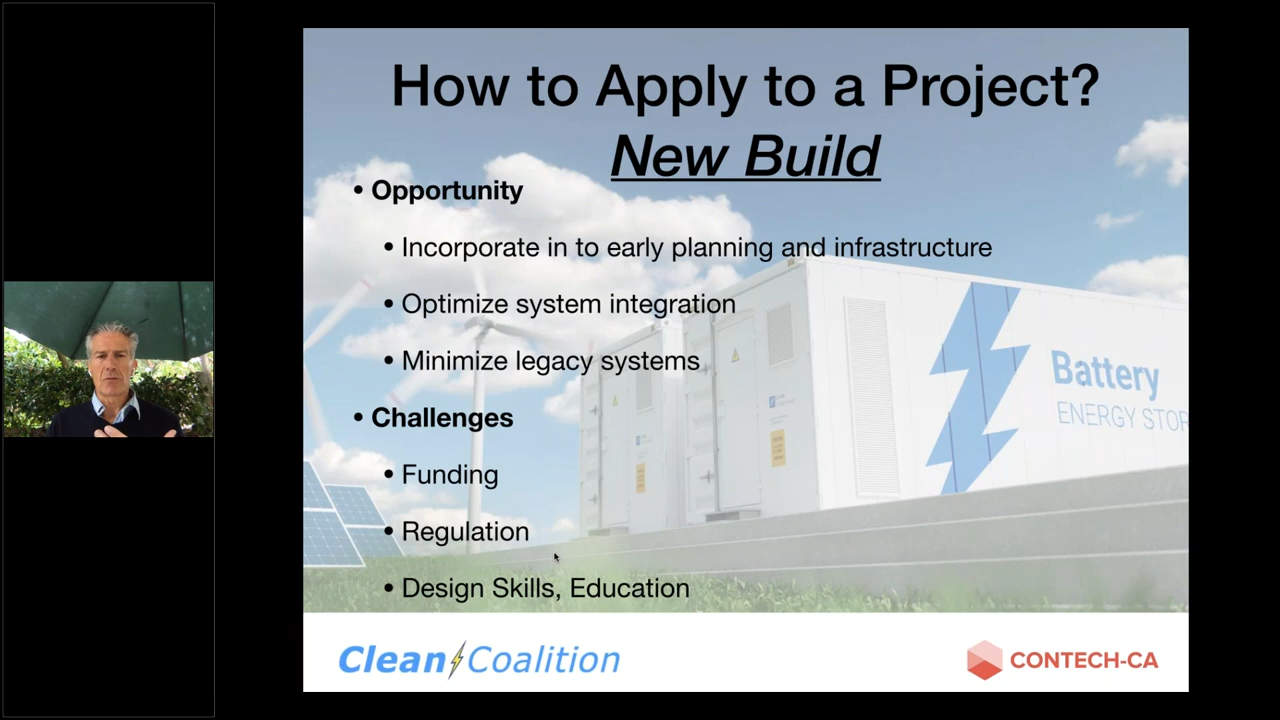 How to Apply to a Project?
New Build
• Opportunity
• Incorporate in to early planning and infrastructure
• Optimize system integration
• Minimize legacy systems
• Challenges
• Funding
• Regulation
• Design Skills, Education
Battery
ENERGY STOR
Clean Coalition
CONTECH-CA